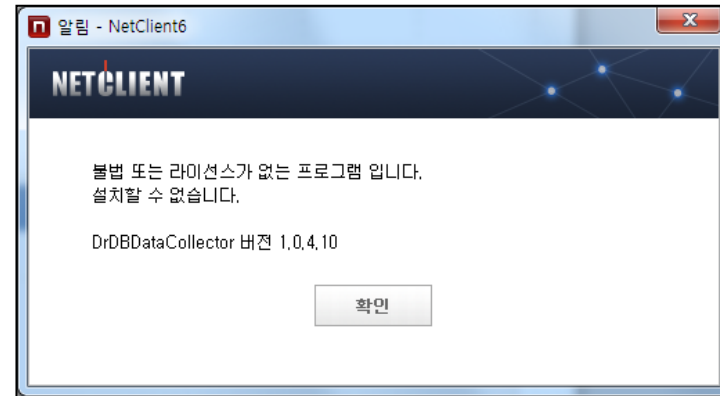 알림 - NetClient6
NETCLIENT
불법 또는 라이선스가 없는 프로그램 입니다.
설치할 수 없습니다.
DrDBDataCollector 버전 1,0,4,10
확인